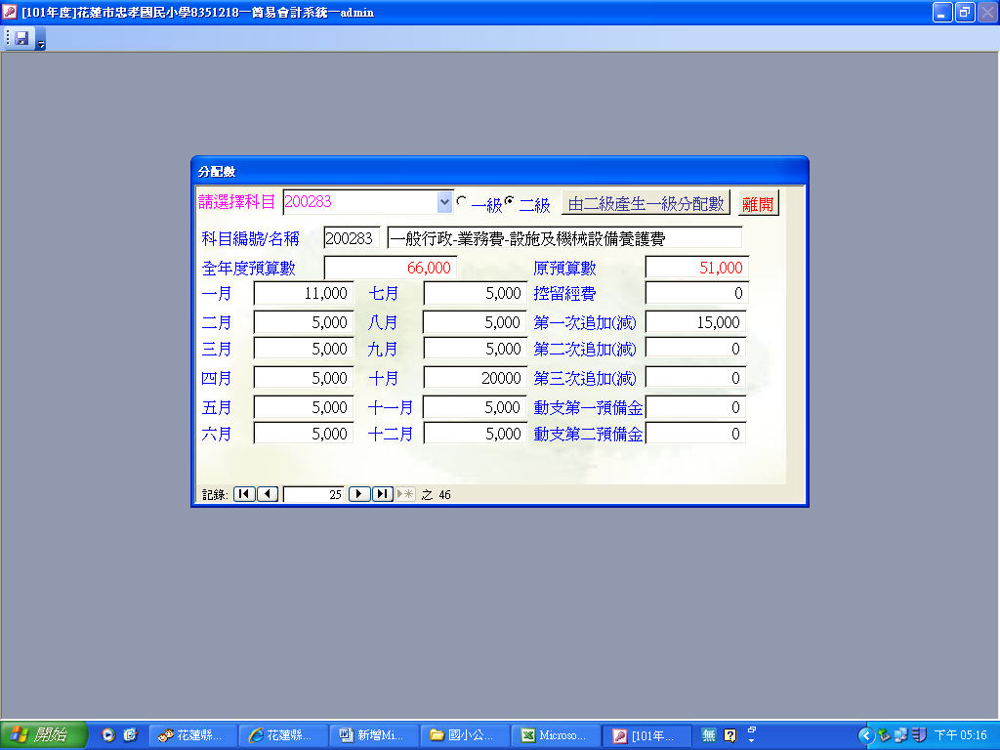 [101年度]花蓮市忠孝國民小學8351218—簡易會計系統—admin
分配數
請選擇科目 200283 一級 二級 由二級產生一級分配數 離開
科目編號/名稱 200283 一般行政-業務費-設施及機械設備養護費
全年度預算數 66,000 原預算數 51,000
一月 11,000 七月 5,000 控留經費 0
二月 5,000 八月 5,000 第一次追加(減) 15,000
三月 5,000 九月 5,000 第二次追加(減) 0
四月 5,000 十月 20000 第三次追加(減) 0
五月 5,000 十一月 5,000 動支第一預備金 0
六月 5,000 十二月 5,000 動支第二預備金 0
記錄: 25 之 46
開始 花蓮縣... 花蓮縣... 新增Mi... 國小公... Microso... [101年... 無 下午 05:16